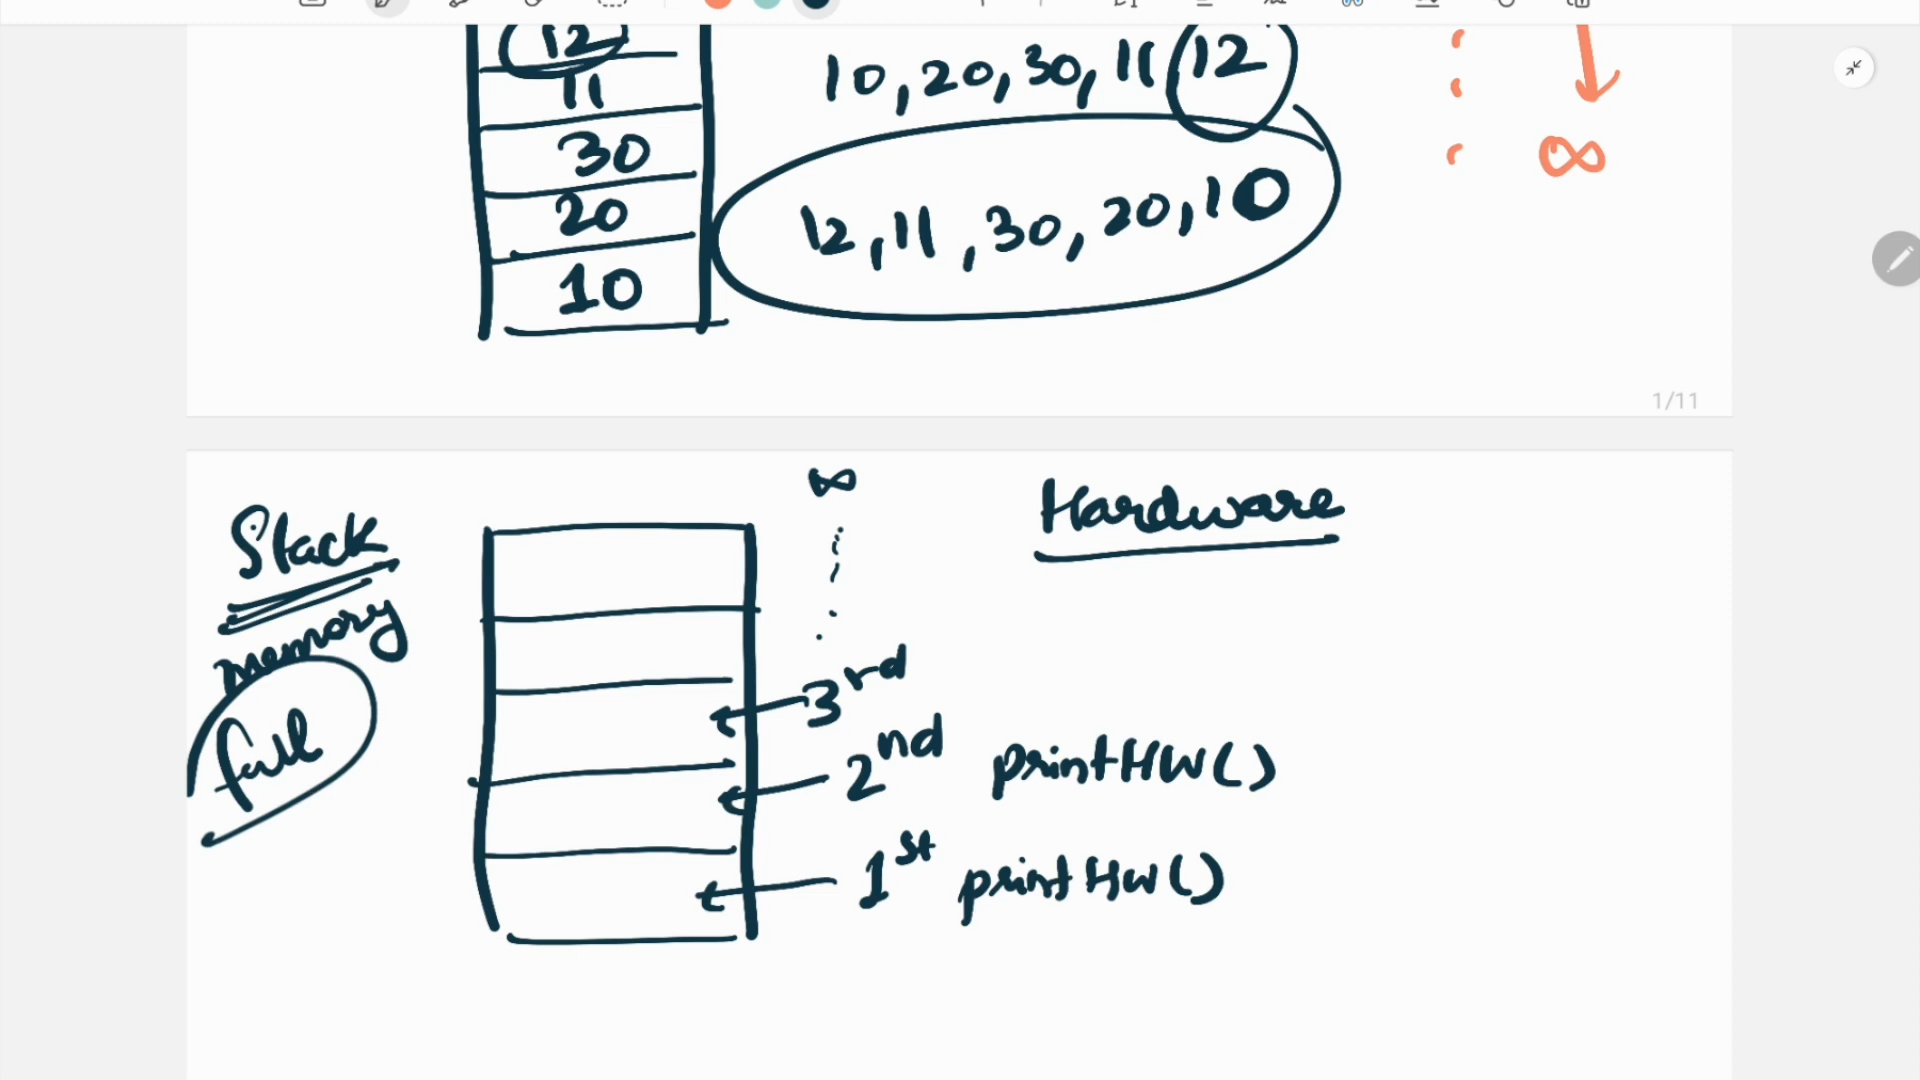 12
11
30
20
10
10, 20, 30, 11 12
12, 11, 30, 20, 10
∞
1/11
Stack
memory
full
∞
3rd
2nd printHW()
1st printHW()
Hardware